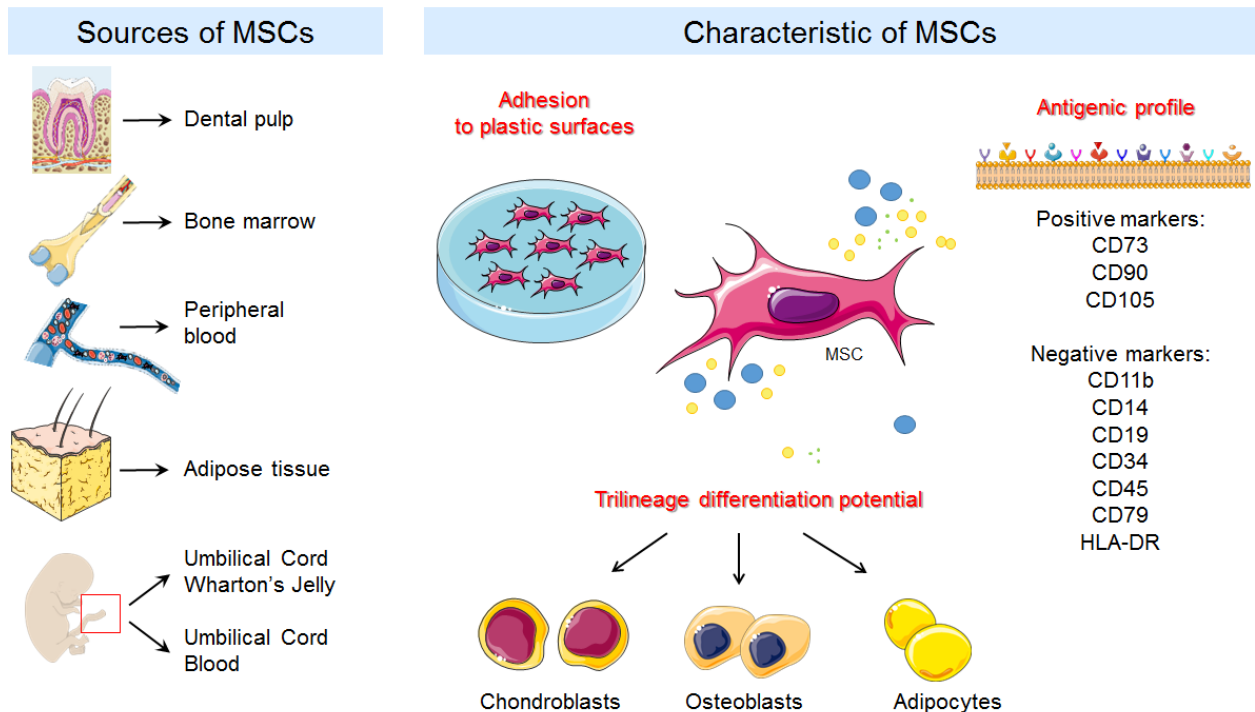 Sources of MSCs
Dental pulp
Bone marrow
Peripheral
blood
Adipose tissue
Umbilical Cord
Wharton’s Jelly
Umbilical Cord
Blood
Characteristic of MSCs
Adhesion
to plastic surfaces
MSC
Trilineage differentiation potential
Chondroblasts
Osteoblasts
Adipocytes
Antigenic profile
Positive markers:
CD73
CD90
CD105
Negative markers:
CD11b
CD14
CD19
CD34
CD45
CD79
HLA-DR